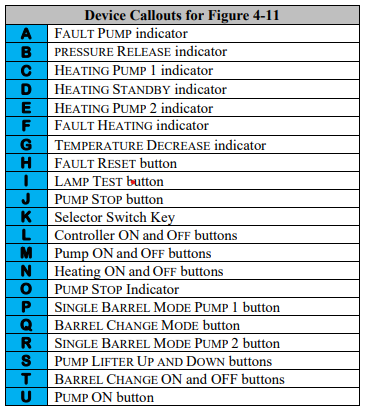 Device Callouts for Figure 4-11
A FAULT PUMP indicator
B PRESSURE RELEASE indicator
C HEATING PUMP 1 indicator
D HEATING STANDBY indicator
E HEATING PUMP 2 indicator
F FAULT HEATING indicator
G TEMPERATURE DECREASE indicator
H FAULT RESET button
I LAMP TEST button
J PUMP STOP button
K Selector Switch Key
L Controller ON and OFF buttons
M Pump ON and OFF buttons
N Heating ON and OFF buttons
O PUMP STOP Indicator
P SINGLE BARREL MODE PUMP 1 button
Q BARREL CHANGE MODE button
R SINGLE BARREL MODE PUMP 2 button
S PUMP LIFTER UP AND DOWN buttons
T BARREL CHANGE ON and OFF buttons
U PUMP ON button